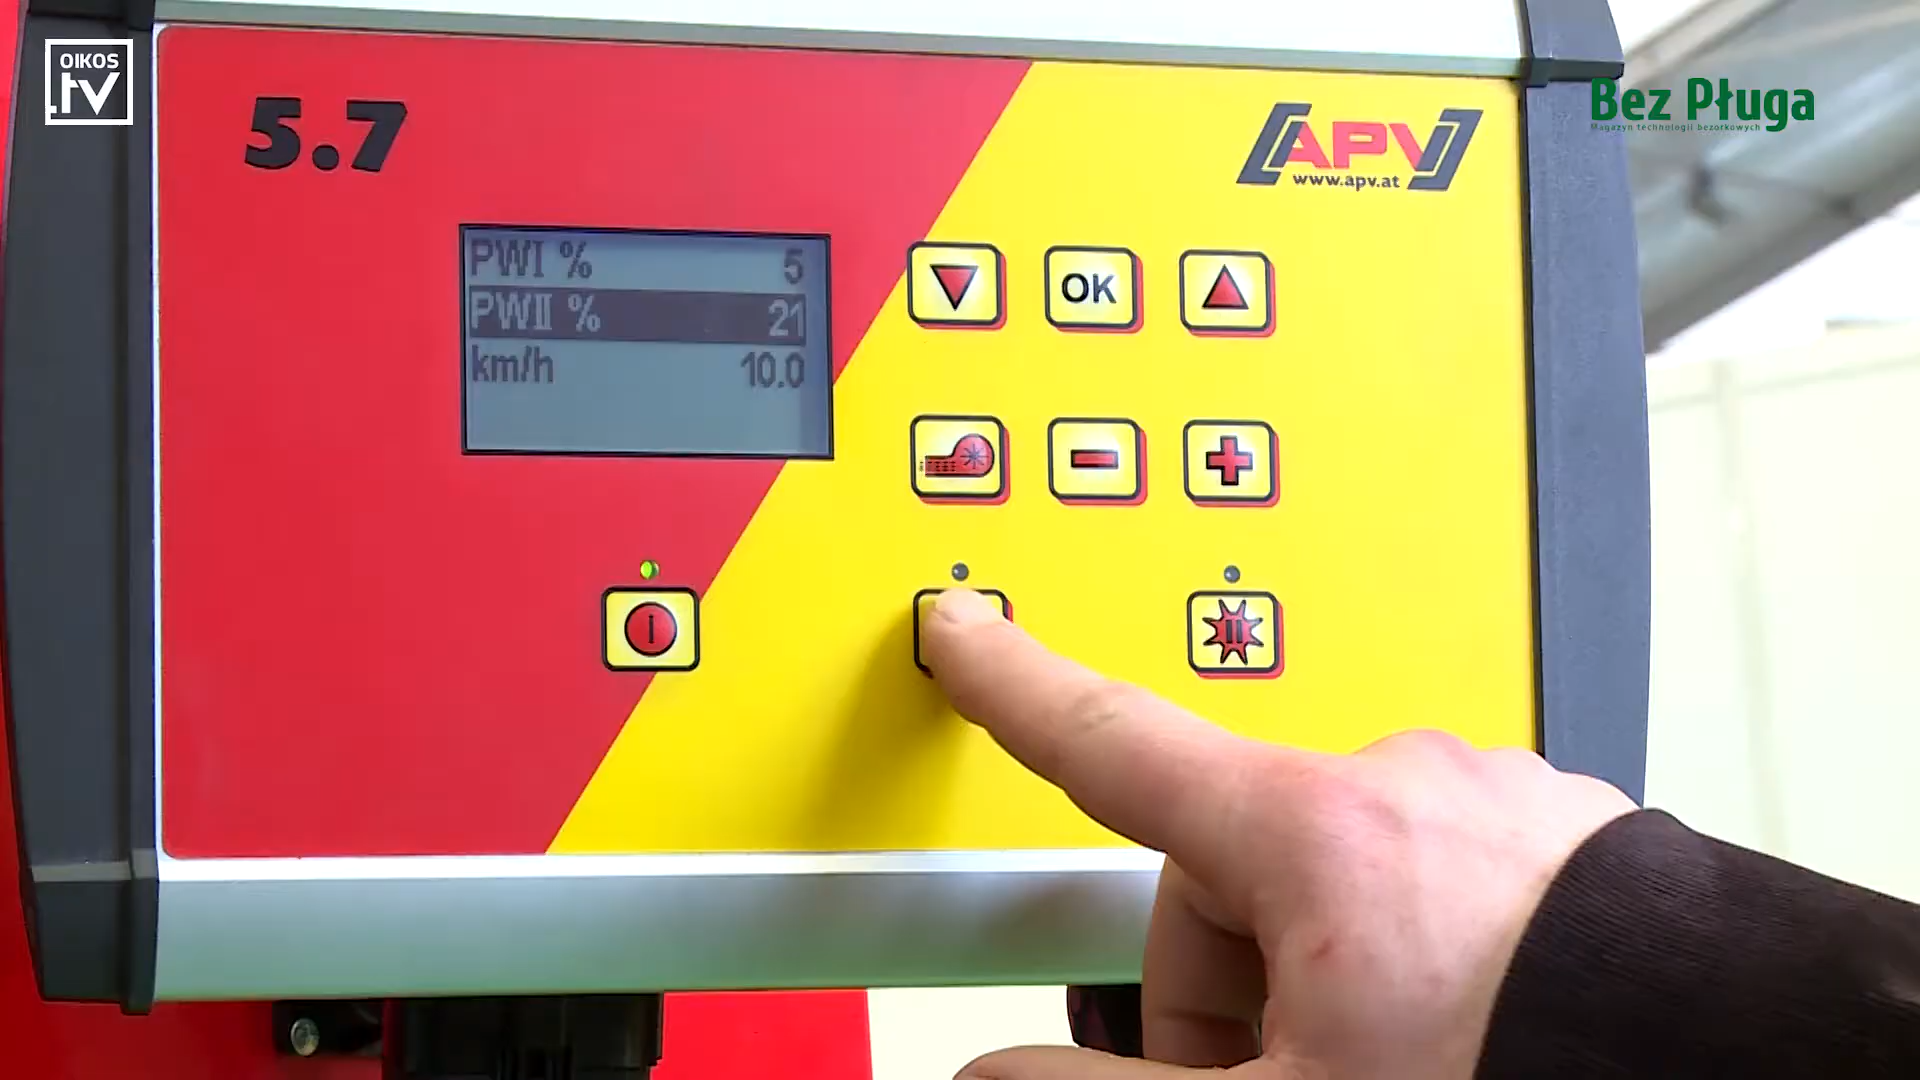 OIKOS
.tv
Bez Pługa
Magazyn technologii bezorkowych
5.7
APV
www.apv.at
PWI % 5
PWII % 21
km/h 10.0
OK
I
II